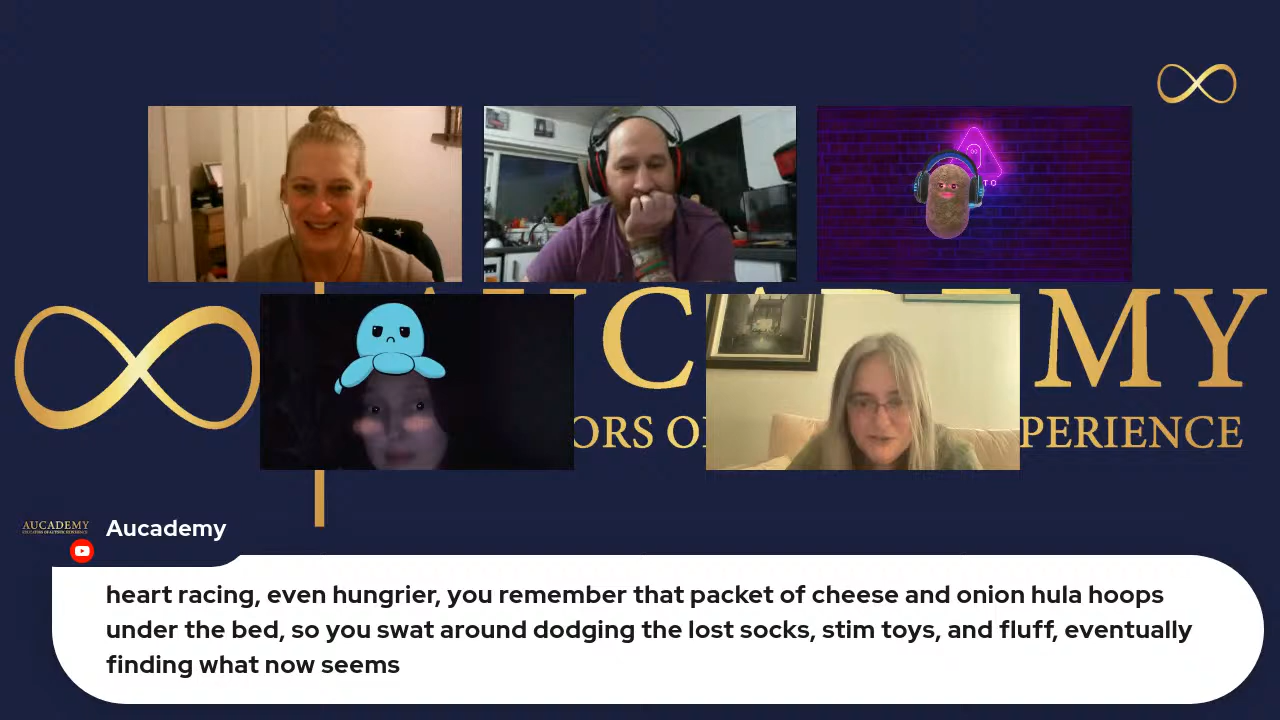 AUCADEMY
ORS OF
PERIENCE
AUCADEMY
Aucademy
heart racing, even hungrier, you remember that packet of cheese and onion hula hoops
under the bed, so you swat around dodging the lost socks, stim toys, and fluff, eventually
finding what now seems